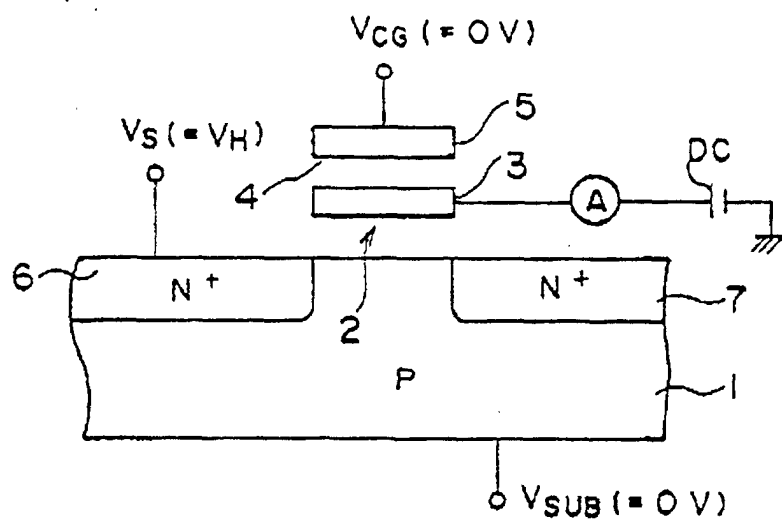 VCG (= 0 V)
VS (= VH)
5
4
3
DC
A
6
N+
N+
2
7
P
1
VSUB (= 0 V)